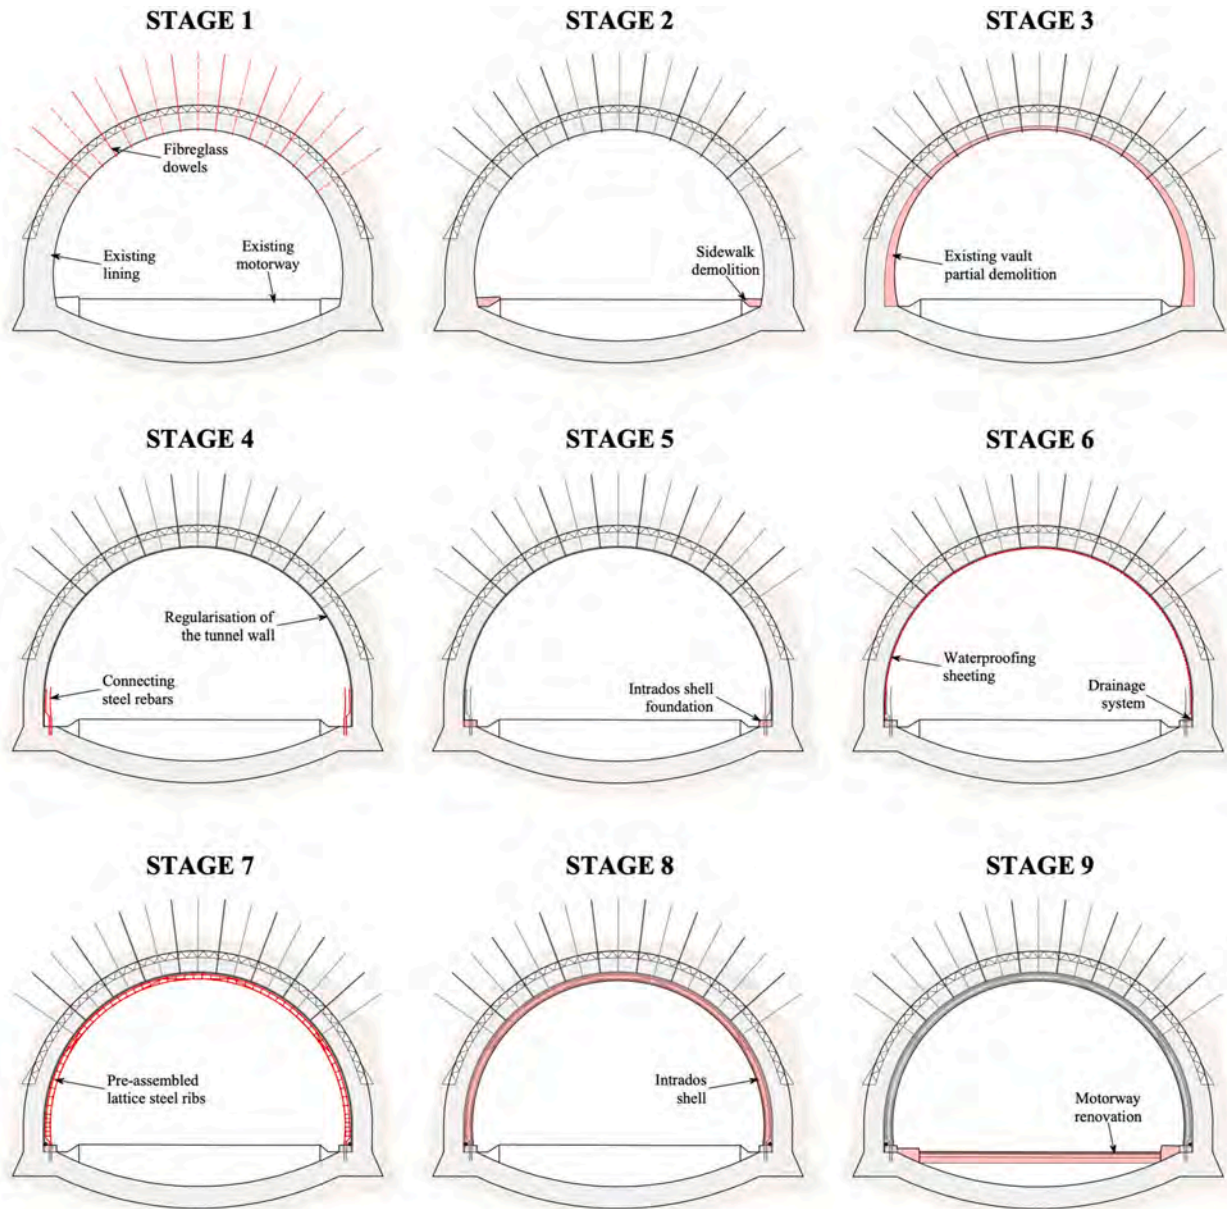 STAGE 1
STAGE 2
STAGE 3
Fibreglass
dowels
Existing
lining
Existing
motorway
Sidewalk
demolition
Existing vault
partial demolition
STAGE 4
STAGE 5
STAGE 6
Regularisation of
the tunnel wall
Connecting
steel rebars
Intrados shell
foundation
Waterproofing
sheeting
Drainage
system
STAGE 7
STAGE 8
STAGE 9
Pre-assembled
lattice steel ribs
Intrados
shell
Motorway
renovation